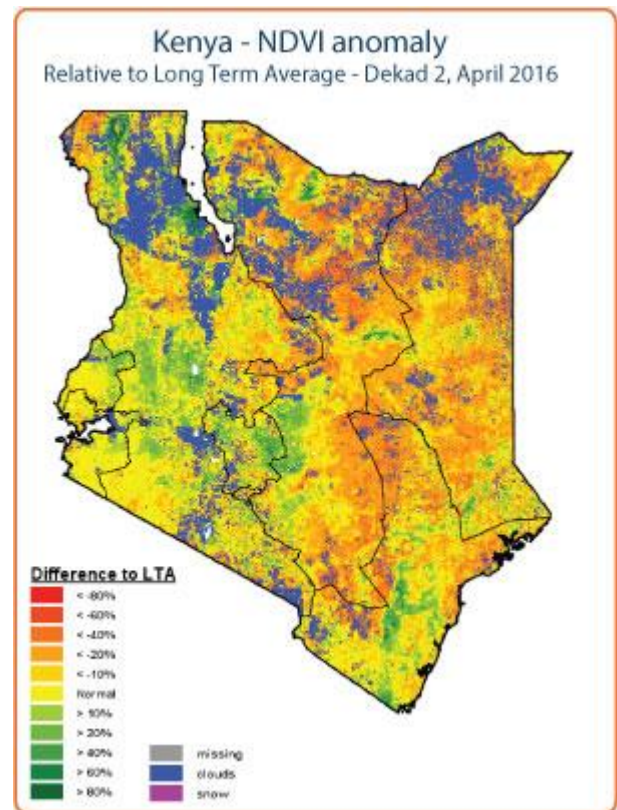 Kenya - NDVI anomaly
Relative to Long Term Average - Dekad 2, April 2016
Difference to LTA
< -80%
< -60%
< -40%
< -20%
< -10%
Normal
> 10%
> 20%
> 40%
> 60%
> 80%
missing
clouds
snow